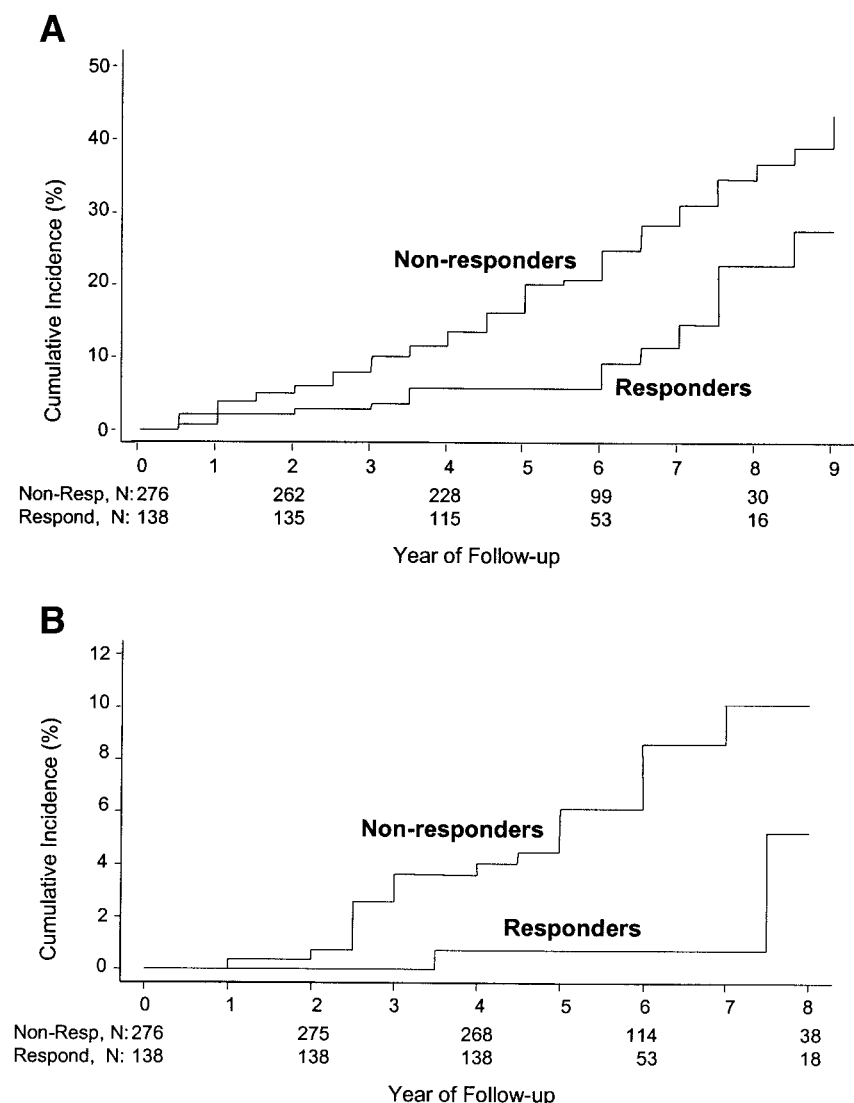 A
50
40
30
20
10
0
Cumulative Incidence (%)
Non-responders
Responders
0 1 2 3 4 5 6 7 8 9
Non-Resp, N: 276 262 228 99 30
Respond, N: 138 135 115 53 16
Year of Follow-up
B
12
10
8
6
4
2
0
Cumulative Incidence (%)
Non-responders
Responders
0 1 2 3 4 5 6 7 8
Non-Resp, N: 276 275 268 114 38
Respond, N: 138 138 138 53 18
Year of Follow-up